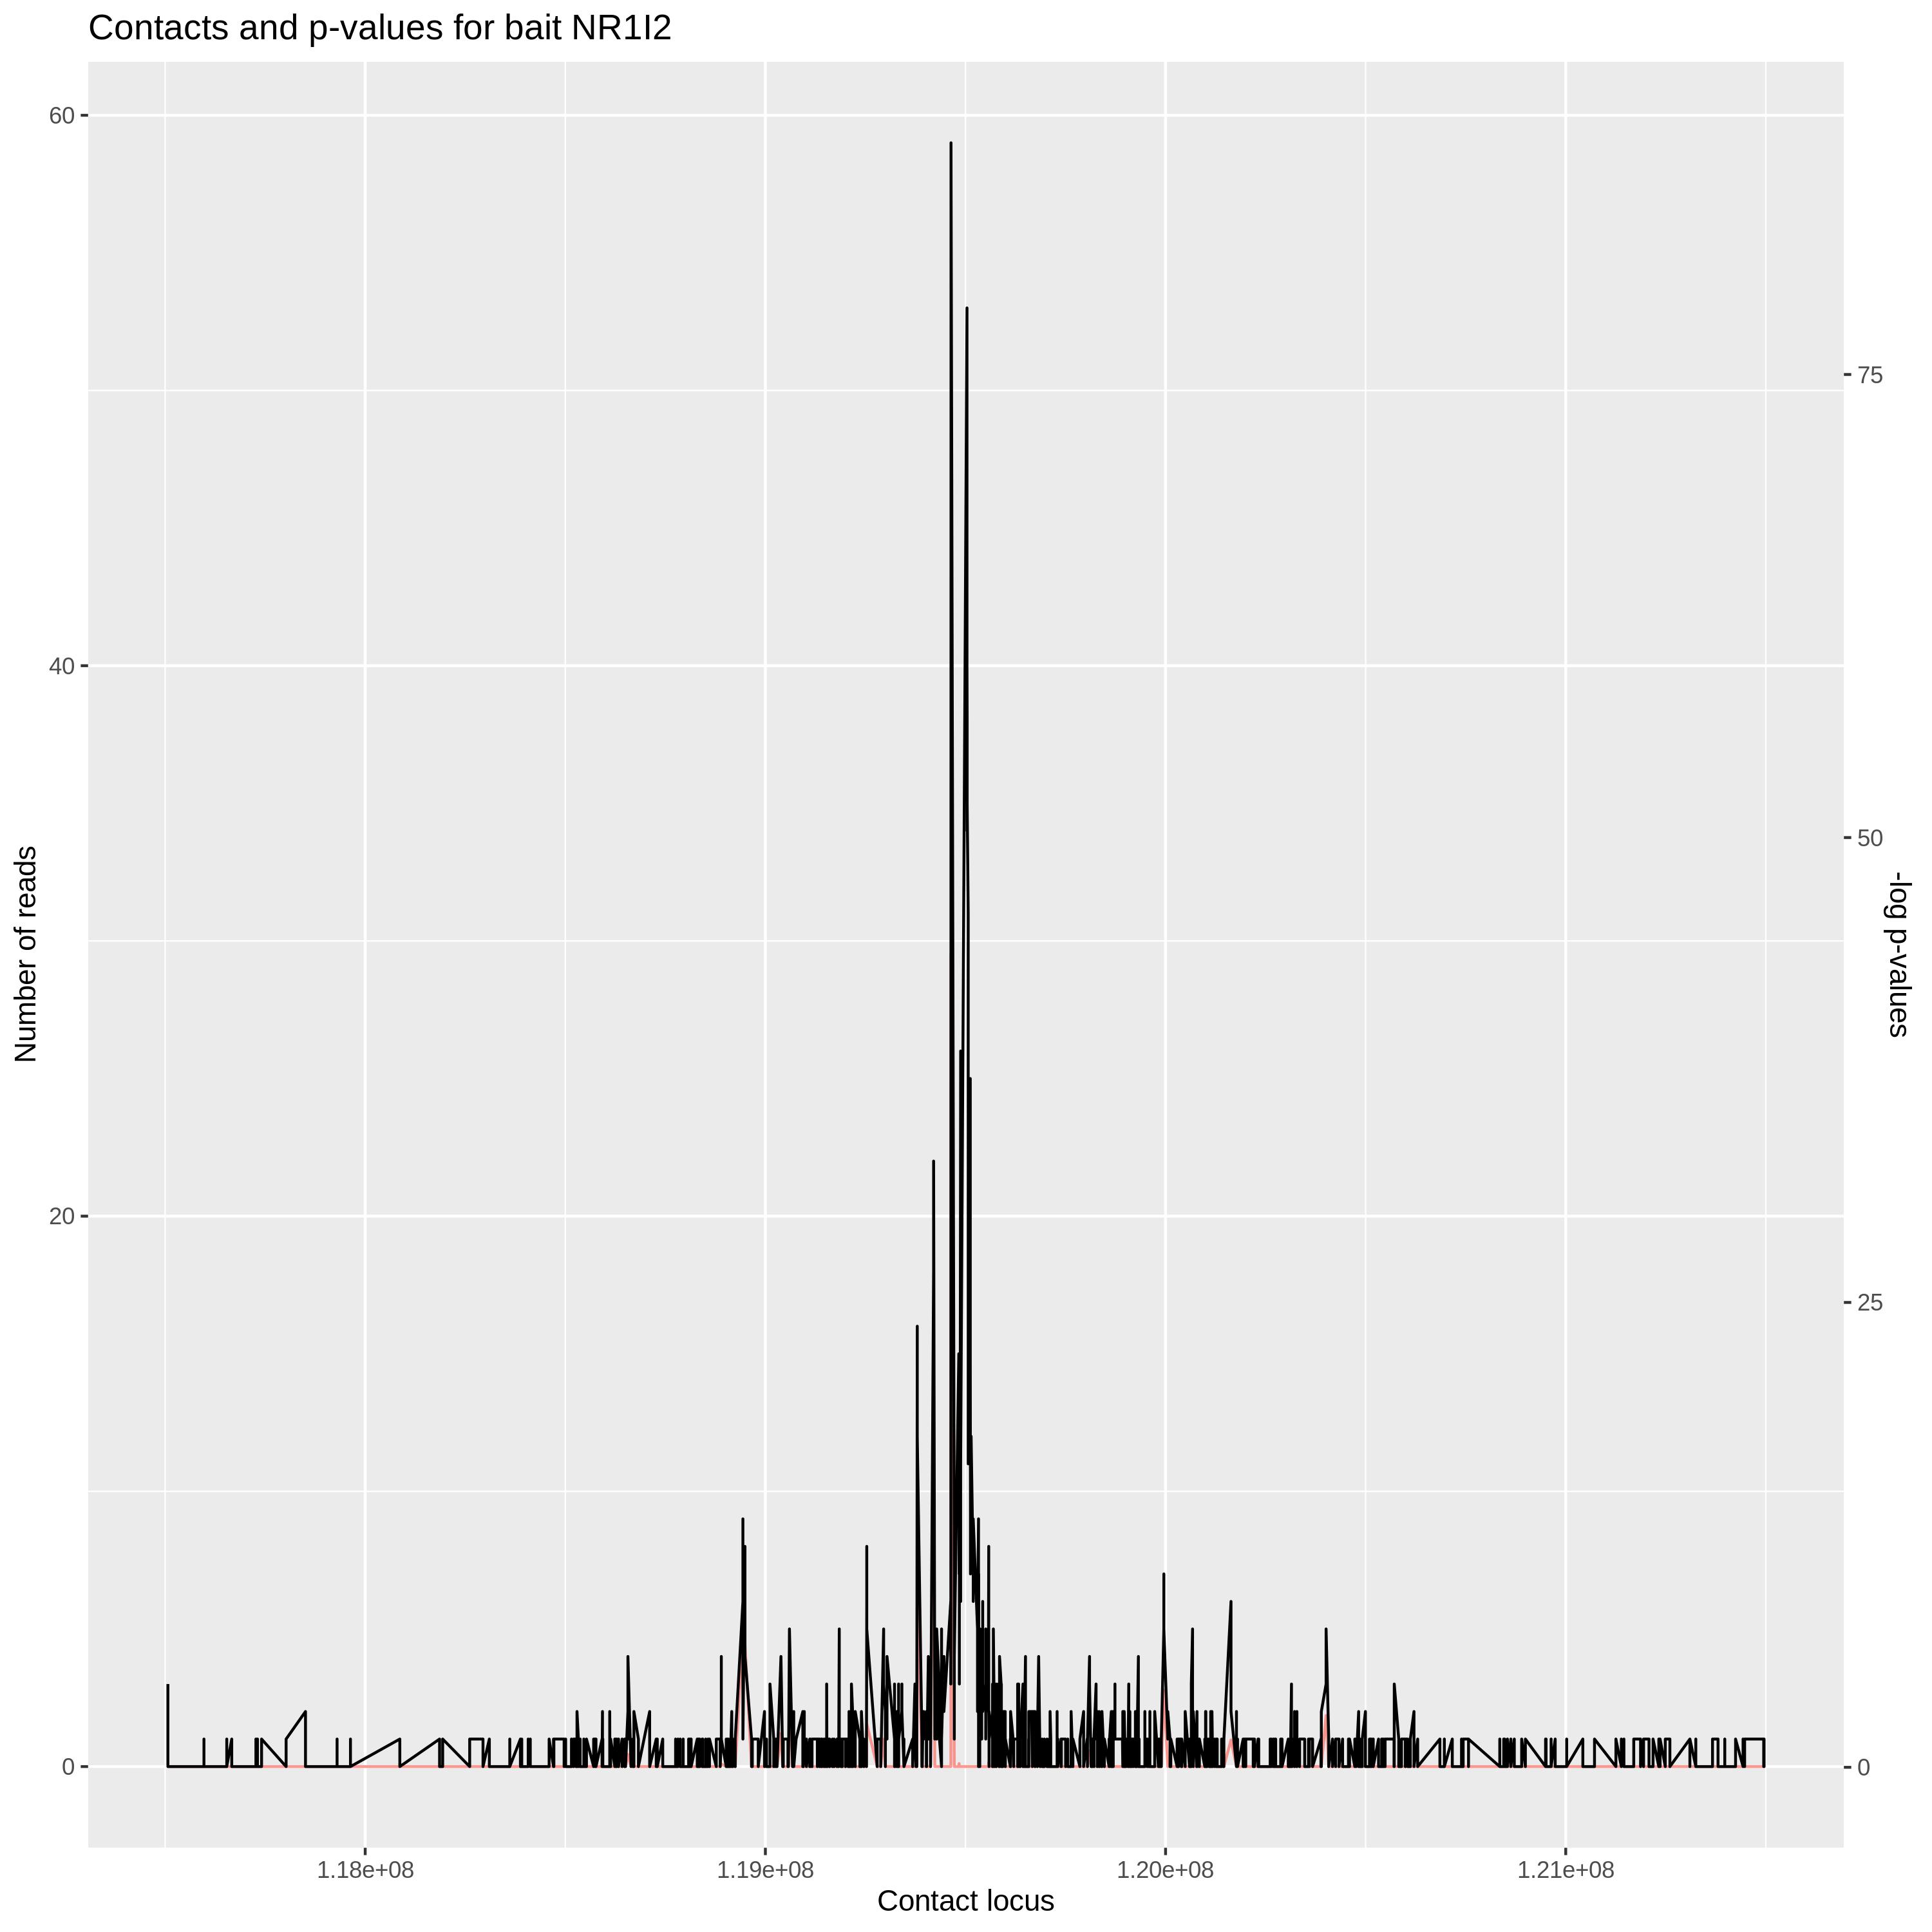 Contacts and p-values for bait NR1I2
60
40
20
0
Number of reads
75
50
25
0
-log p-values
1.18e+08
1.19e+08
1.20e+08
1.21e+08
Contact locus